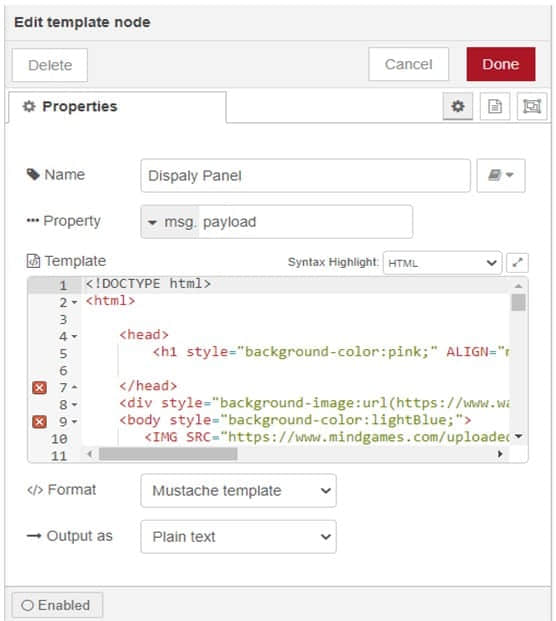 Edit template node
Delete Cancel Done
Properties
Name Dispaly Panel
Property msg. payload
Template Syntax Highlight: HTML
1 <!DOCTYPE html>
2 <html>
3
4 <head>
5 <h1 style="background-color:pink;" ALIGN="
6
7 </head>
8 <div style="background-image:url(https://www.wa
9 <body style="background-color:lightBlue;">
10 <IMG SRC="https://www.mindgames.com/uploaded
11
</> Format Mustache template
Output as Plain text
Enabled